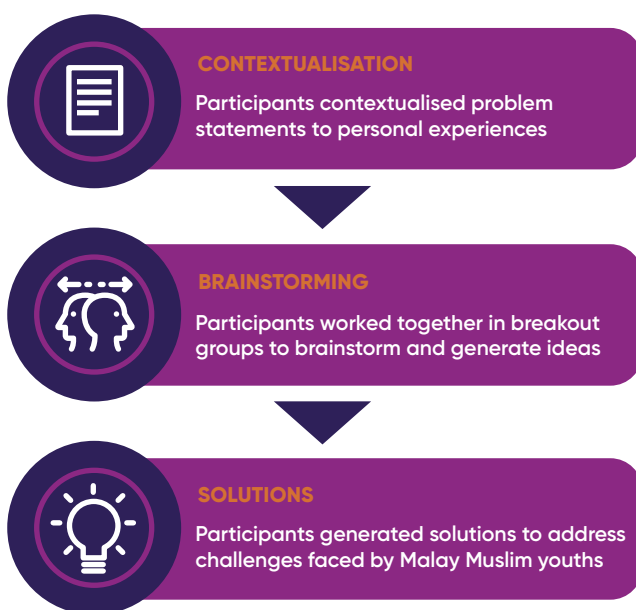 CONTEXTUALISATION
Participants contextualised problem
statements to personal experiences
BRAINSTORMING
Participants worked together in breakout
groups to brainstorm and generate ideas
SOLUTIONS
Participants generated solutions to address
challenges faced by Malay Muslim youths